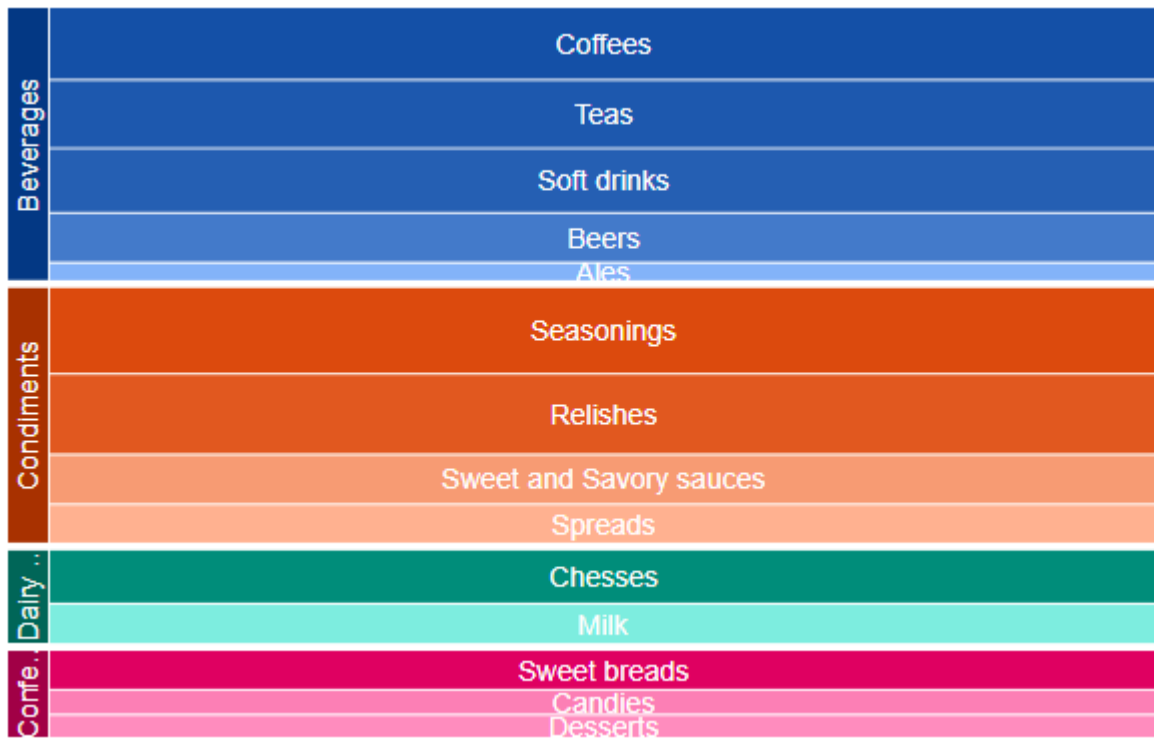 Beverages
Coffees
Teas
Soft drinks
Beers
Ales
Condiments
Seasonings
Relishes
Sweet and Savory sauces
Spreads
Dairy ..
Chesses
Milk
Confe..
Sweet breads
Candies
Desserts